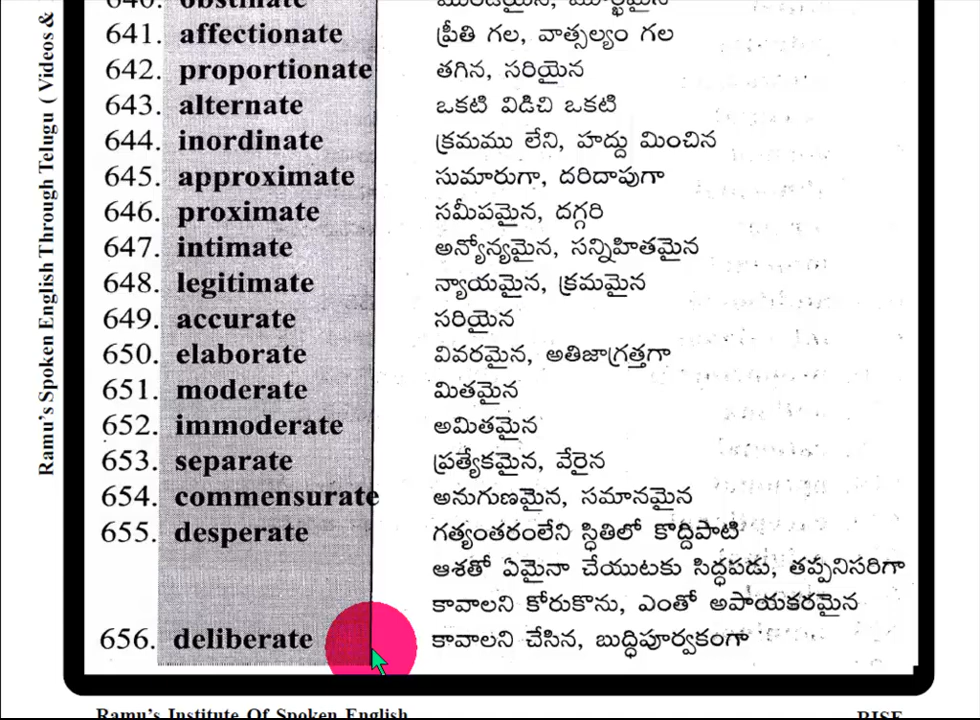 640. obstinate మొండియైన, మూర్ఖమైన
641. affectionate ప్రీతి గల, వాత్సల్యం గల
642. proportionate తగిన, సరియైన
643. alternate ఒకటి విడిచి ఒకటి
644. inordinate క్రమము లేని, హద్దు మించిన
645. approximate సుమారుగా, దరిదాపుగా
646. proximate సమీపమైన, దగ్గరి
647. intimate అన్యోన్యమైన, సన్నిహితమైన
648. legitimate న్యాయమైన, క్రమమైన
649. accurate సరియైన
650. elaborate వివరమైన, అతిజాగ్రత్తగా
651. moderate మితమైన
652. immoderate అమితమైన
653. separate ప్రత్యేకమైన, వేరైన
654. commensurate అనుగుణమైన, సమానమైన
655. desperate గత్యంతరంలేని స్థితిలో కొద్దిపాటి
ఆశతో ఏమైనా చేయుటకు సిద్ధపడు, తప్పనిసరిగా
కావాలని కోరుకొను, ఎంతో అపాయకరమైన
656. deliberate కావాలని చేసిన, బుద్ధిపూర్వకంగా
Ramu's Institute Of Spoken English RISE
Ramu's Spoken English Through Telugu ( Videos &